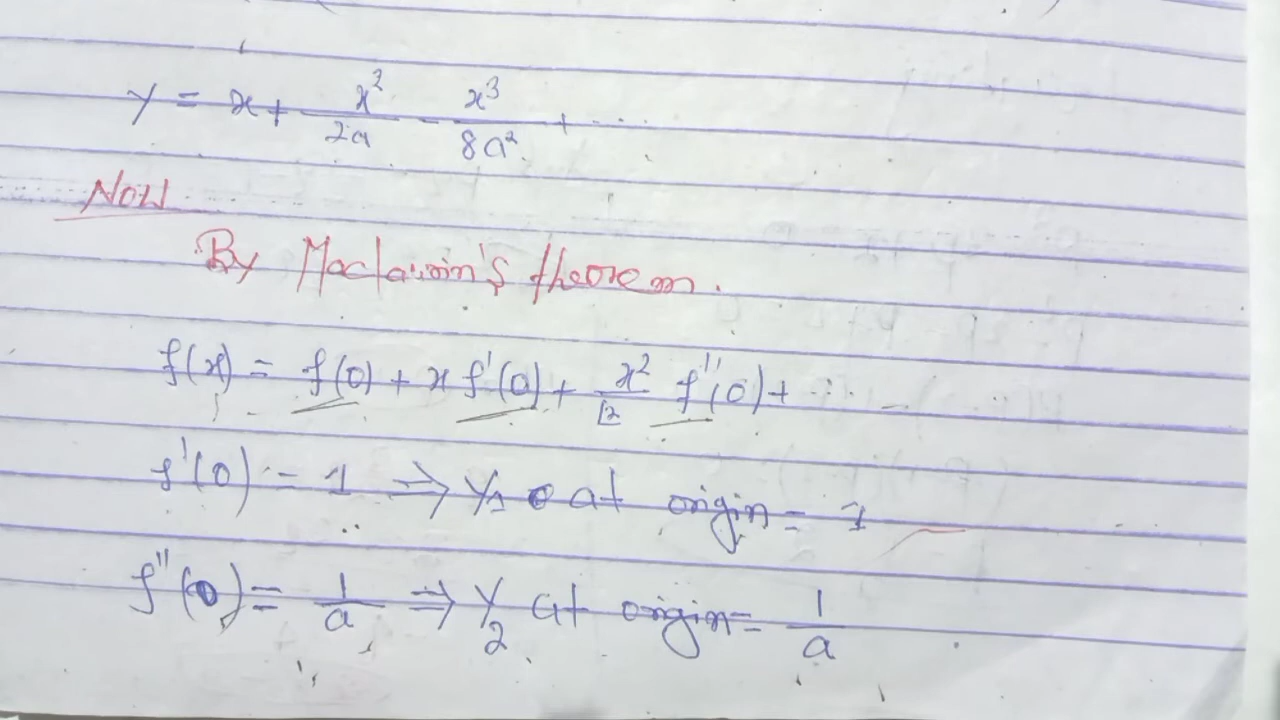 y = x + x²/2a - x³/8a² + ...
Now
By Maclaurin's theorem.
f(x) = f(0) + x f'(0) + x²/⌊2 f''(0) + ...
f'(0) = 1 ⇒ y₁ at origin = 1
f''(0) = 1/a ⇒ y₂ at origin = 1/a